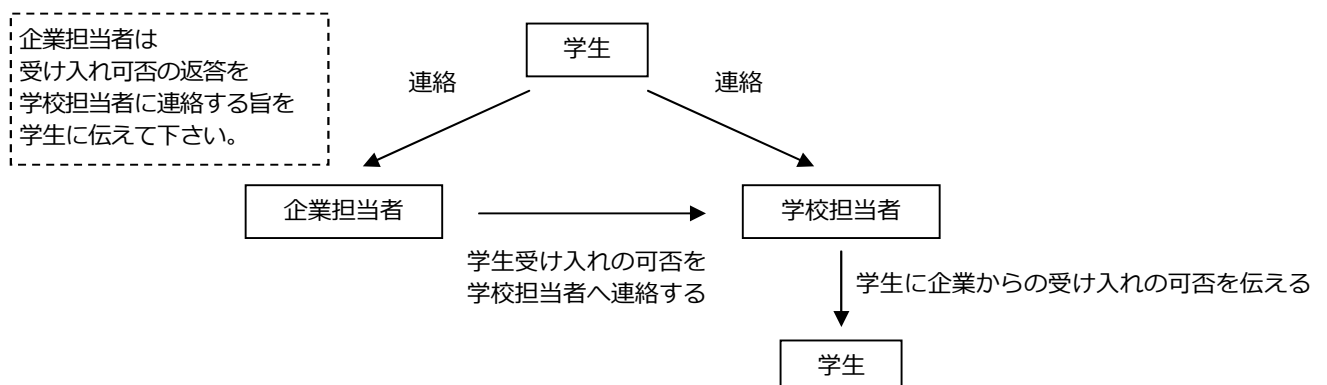 企業担当者は
受け入れ可否の返答を
学校担当者に連絡する旨を
学生に伝えて下さい。
学生
連絡
連絡
企業担当者
学校担当者
学生受け入れの可否を
学校担当者へ連絡する
学生に企業からの受け入れの可否を伝える
学生